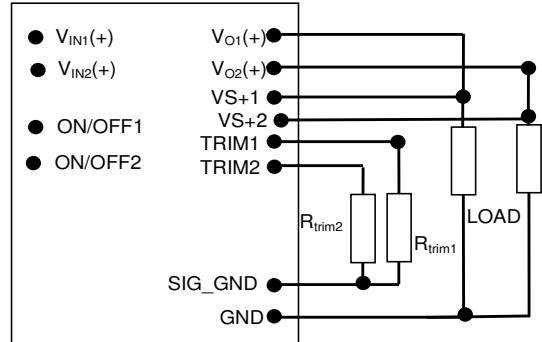 V_IN1(+)
V_O1(+)
V_IN2(+)
V_O2(+)
VS+1
VS+2
ON/OFF1
TRIM1
ON/OFF2
TRIM2
LOAD
R_trim2
R_trim1
SIG_GND
GND